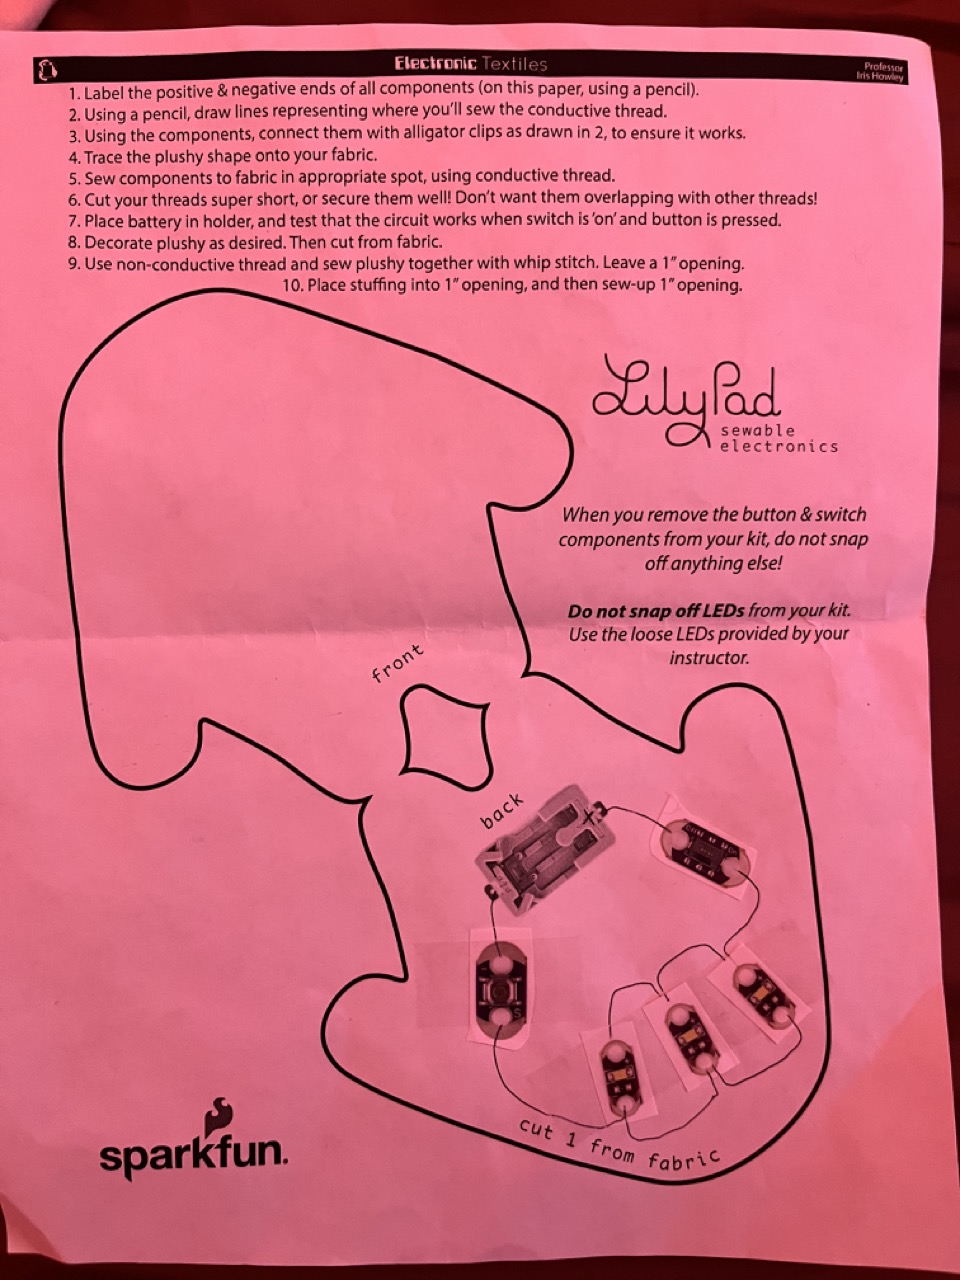 Electronic Textiles
Professor
Iris Howley
1. Label the positive & negative ends of all components (on this paper, using a pencil).
2. Using a pencil, draw lines representing where you'll sew the conductive thread.
3. Using the components, connect them with alligator clips as drawn in 2, to ensure it works.
4. Trace the plushy shape onto your fabric.
5. Sew components to fabric in appropriate spot, using conductive thread.
6. Cut your threads super short, or secure them well! Don't want them overlapping with other threads!
7. Place battery in holder, and test that the circuit works when switch is 'on' and button is pressed.
8. Decorate plushy as desired. Then cut from fabric.
9. Use non-conductive thread and sew plushy together with whip stitch. Leave a 1" opening.
10. Place stuffing into 1" opening, and then sew-up 1" opening.
LilyPad
sewable
electronics
When you remove the button & switch
components from your kit, do not snap
off anything else!
Do not snap off LEDs from your kit.
Use the loose LEDs provided by your
instructor.
front
back
+
cut 1 from fabric
sparkfun.